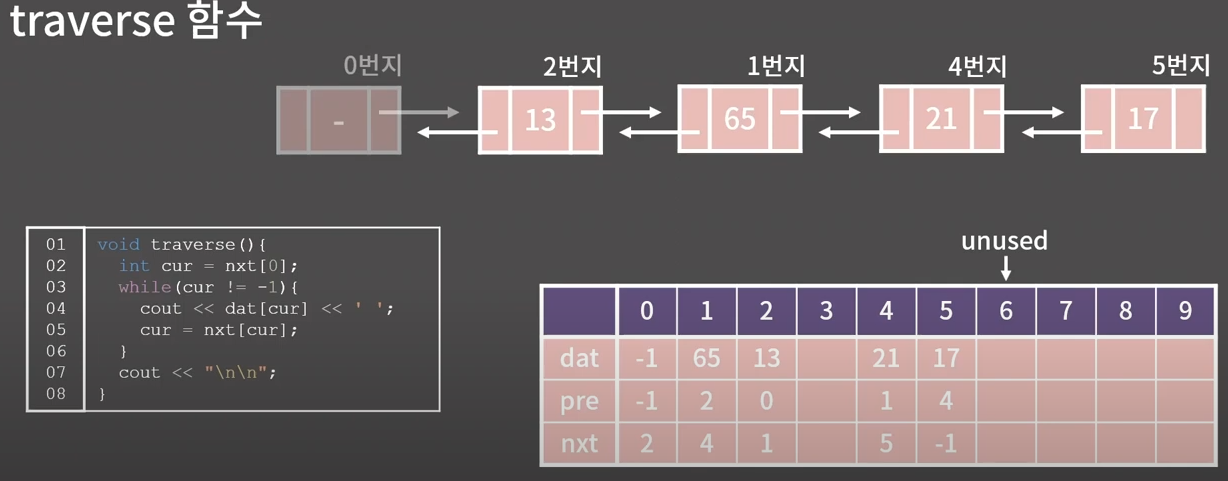 traverse 함수
0번지 2번지 1번지 4번지 5번지
- 13 65 21 17
01 void traverse(){
02 int cur = nxt[0];
03 while(cur != -1){
04 cout << dat[cur] << ' ';
05 cur = nxt[cur];
06 }
07 cout << "\n\n";
08 }
unused
0 1 2 3 4 5 6 7 8 9
dat -1 65 13 21 17
pre -1 2 0 1 4
nxt 2 4 1 5 -1